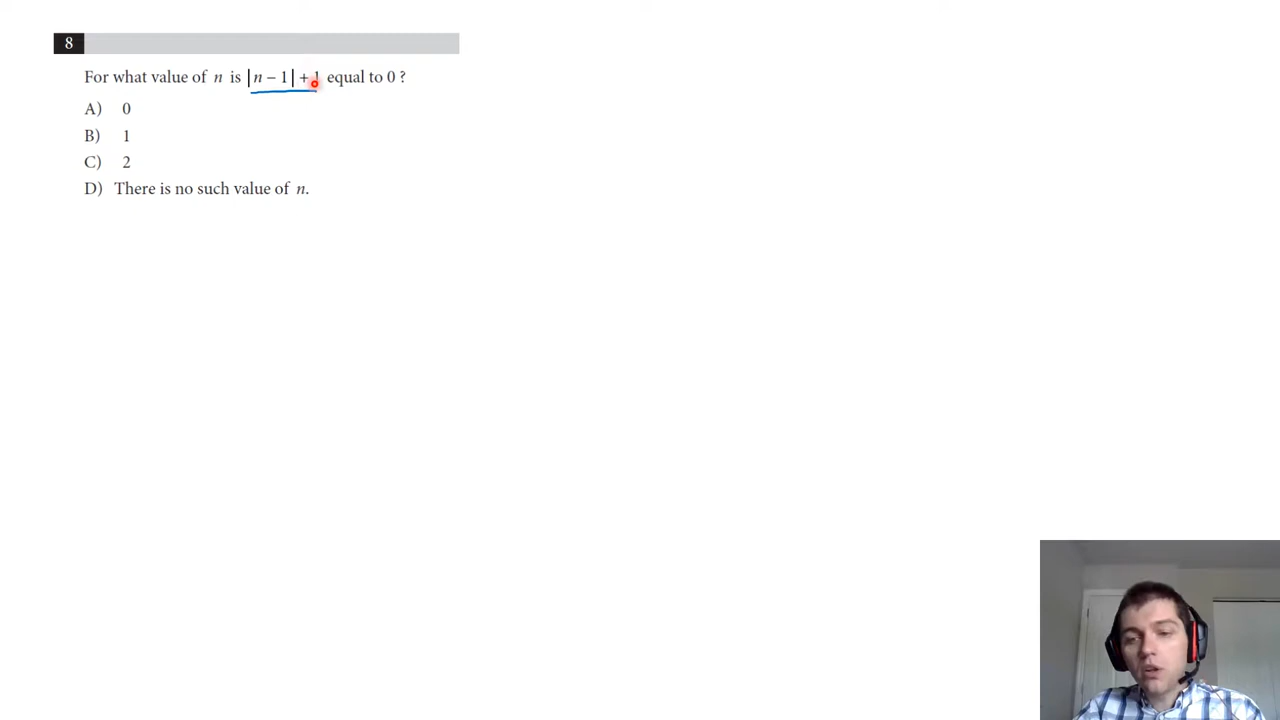 8
For what value of n is |n − 1| + 1 equal to 0 ?
A) 0
B) 1
C) 2
D) There is no such value of n.